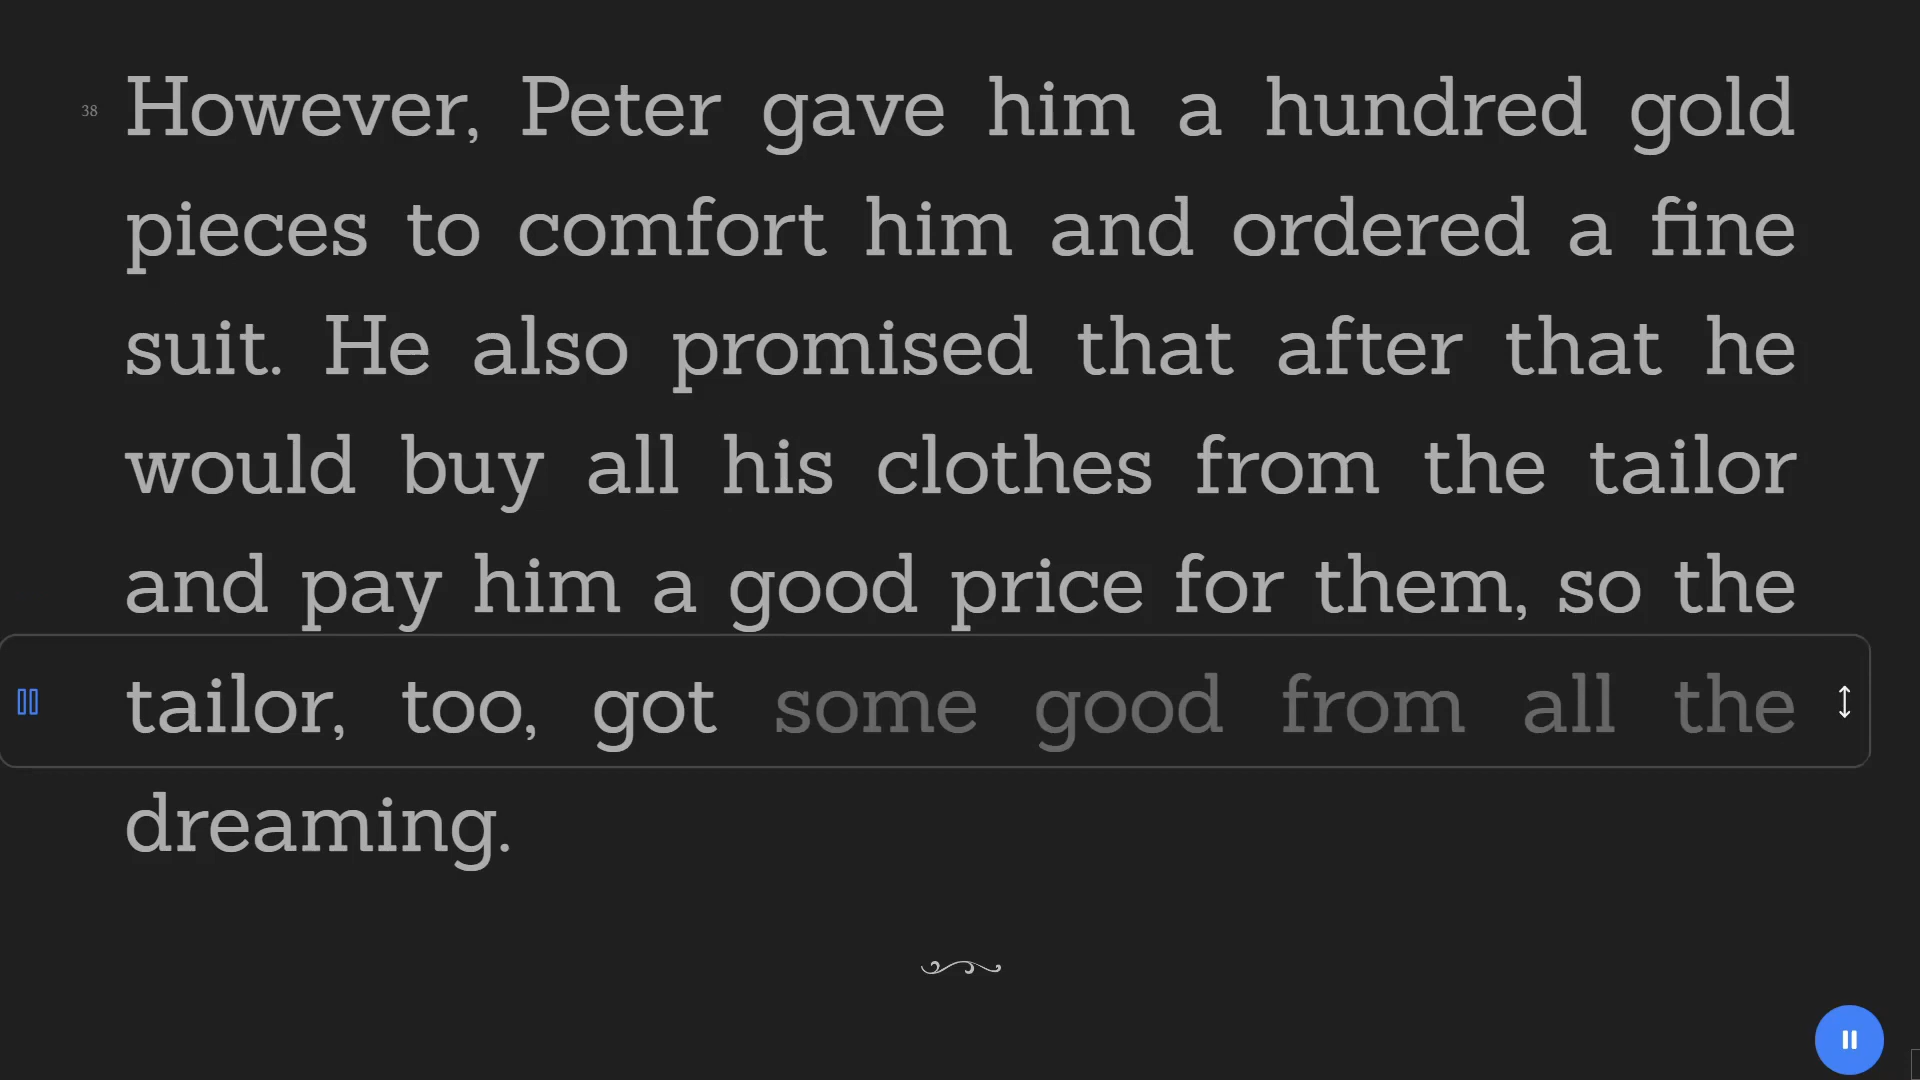 38
However, Peter gave him a hundred gold
pieces to comfort him and ordered a fine
suit. He also promised that after that he
would buy all his clothes from the tailor
and pay him a good price for them, so the
tailor, too, got some good from all the
dreaming.